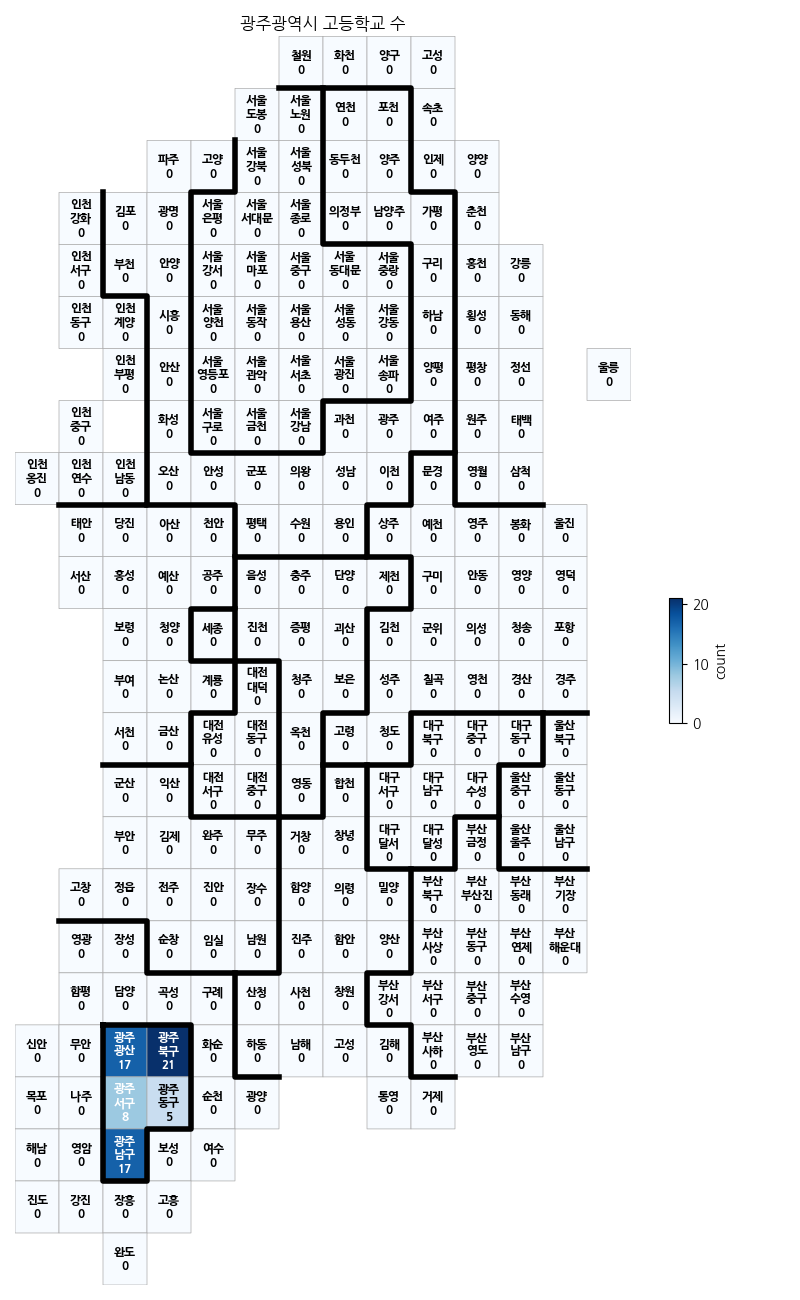 광주광역시 고등학교 수
철원 화천 양구 고성
0 0 0 0
서울 서울 연천 포천 속초
도봉 노원
0 0 0 0 0
파주 고양 서울 서울 동두천 양주 인제 양양
강북 성북
0 0 0 0 0 0 0 0
인천 김포 광명 서울 서울 서울 의정부 남양주 가평 춘천
강화 은평 서대문 종로
0 0 0 0 0 0 0 0 0 0
인천 부천 안양 서울 서울 서울 서울 서울 구리 홍천 강릉
서구 강서 마포 중구 동대문 중랑
0 0 0 0 0 0 0 0 0 0 0
인천 인천 시흥 서울 서울 서울 서울 서울 하남 횡성 동해
동구 계양 양천 동작 용산 성동 강동
0 0 0 0 0 0 0 0 0 0 0
인천 안산 서울 서울 서울 서울 서울 양평 평창 정선 울릉
부평 영등포 관악 서초 광진 송파
0 0 0 0 0 0 0 0 0 0 0
인천 화성 서울 서울 서울 과천 광주 여주 원주 태백
중구 구로 금천 강남
0 0 0 0 0 0 0 0 0 0
인천 인천 인천 오산 안성 군포 의왕 성남 이천 문경 영월 삼척
옹진 연수 남동
0 0 0 0 0 0 0 0 0 0 0 0
태안 당진 아산 천안 평택 수원 용인 상주 예천 영주 봉화 울진
0 0 0 0 0 0 0 0 0 0 0 0
서산 홍성 예산 공주 음성 충주 단양 제천 구미 안동 영양 영덕
0 0 0 0 0 0 0 0 0 0 0 0
보령 청양 세종 진천 증평 괴산 김천 군위 의성 청송 포항
0 0 0 0 0 0 0 0 0 0 0
부여 논산 계룡 대전 청주 보은 성주 칠곡 영천 경산 경주
대덕
0 0 0 0 0 0 0 0 0 0 0
서천 금산 대전 대전 옥천 고령 청도 대구 대구 대구 울산
유성 동구 북구 중구 동구 북구
0 0 0 0 0 0 0 0 0 0 0
군산 익산 대전 대전 영동 합천 대구 대구 대구 울산 울산
서구 중구 서구 남구 수성 중구 동구
0 0 0 0 0 0 0 0 0 0 0
부안 김제 완주 무주 거창 창녕 대구 대구 부산 울산 울산
달서 달성 금정 울주 남구
0 0 0 0 0 0 0 0 0 0 0
고창 정읍 전주 진안 장수 함양 의령 밀양 부산 부산 부산 부산
북구 부산진 동래 기장
0 0 0 0 0 0 0 0 0 0 0 0
영광 장성 순창 임실 남원 진주 함안 양산 부산 부산 부산 부산
사상 동구 연제 해운대
0 0 0 0 0 0 0 0 0 0 0 0
함평 담양 곡성 구례 산청 사천 창원 부산 부산 부산 부산
강서 서구 중구 수영
0 0 0 0 0 0 0 0 0 0 0
신안 무안 광주 광주 화순 하동 남해 고성 김해 부산 부산 부산
광산 북구 사하 영도 남구
0 0 17 21 0 0 0 0 0 0 0 0
목포 나주 광주 광주 순천 광양 통영 거제
서구 동구
0 0 8 5 0 0 0 0
해남 영암 광주 보성 여수
남구
0 0 17 0 0
진도 강진 장흥 고흥
0 0 0 0
완도
0
20
10
0
count